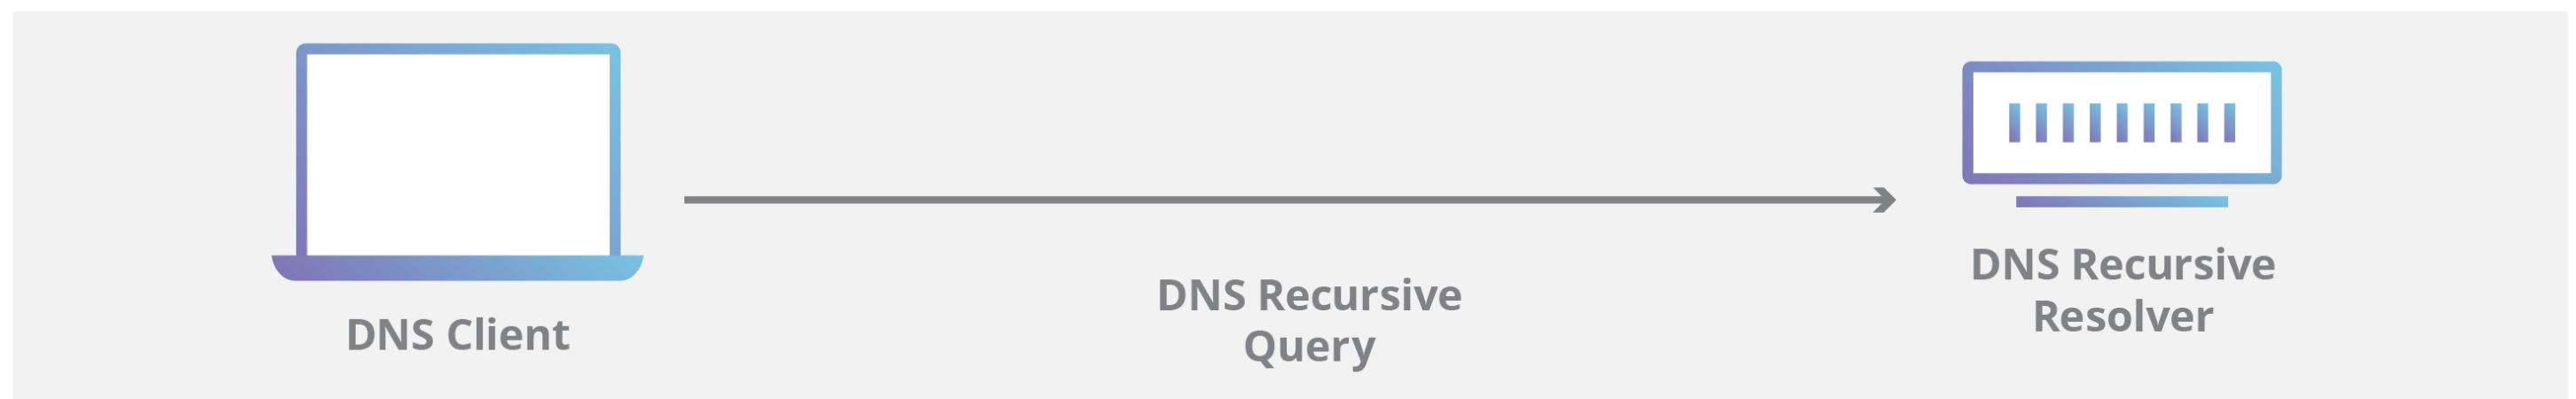 DNS Client
DNS Recursive
Query
DNS Recursive
Resolver